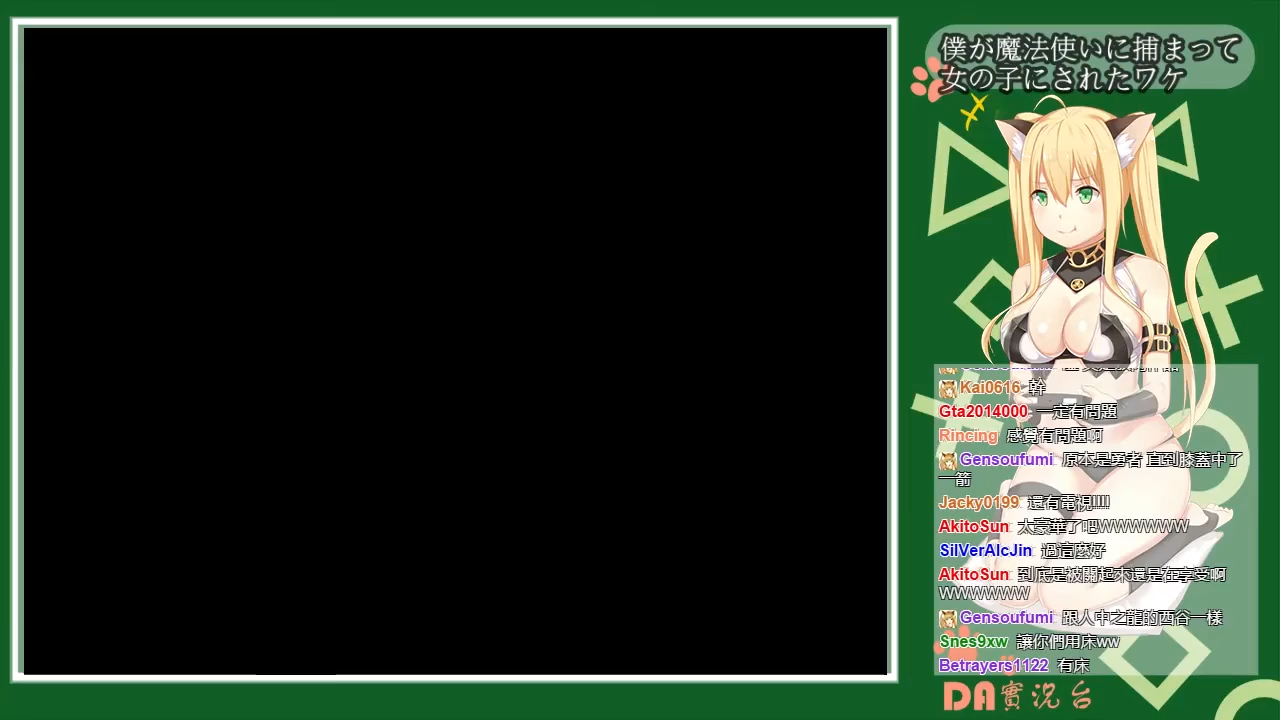 僕が魔法使いに捕まって
女の子にされたワケ
Kai0616: 幹
Gta2014000: 一定有問題
Rincing: 感覺有問題啊
Gensoufumi: 原本是勇者 直到膝蓋中了
一箭
Jacky0199: 還有電視!!!!
AkitoSun: 太豪華了吧WWWWWWW
SilVerAlcJin: 過這麼好
AkitoSun: 到底是被關起來還是在享受啊
WWWWWWW
Gensoufumi: 跟人中之龍的西谷一樣
Snes9xw: 讓你們用床ww
Betrayers1122: 有床
DA實況台